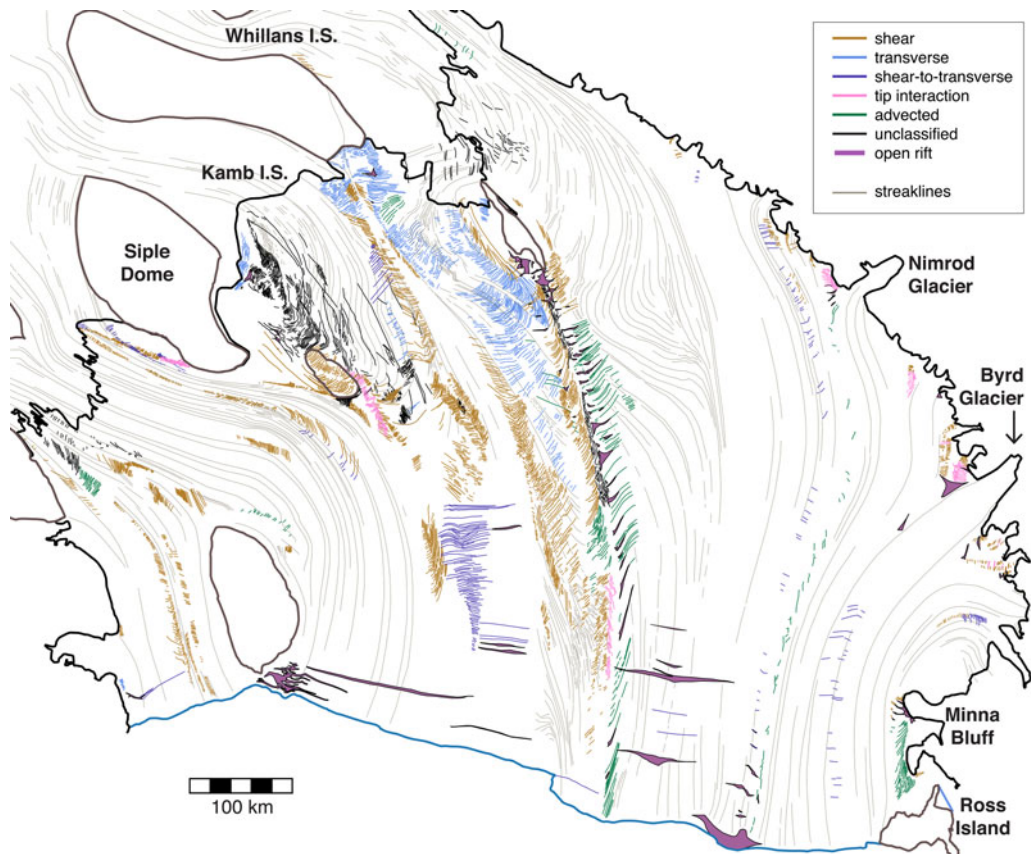 Whillans I.S.
shear
transverse
shear-to-transverse
tip interaction
advected
unclassified
open rift
streaklines
Kamb I.S.
Siple
Dome
Nimrod
Glacier
Byrd
Glacier
Minna
Bluff
100 km
Ross
Island